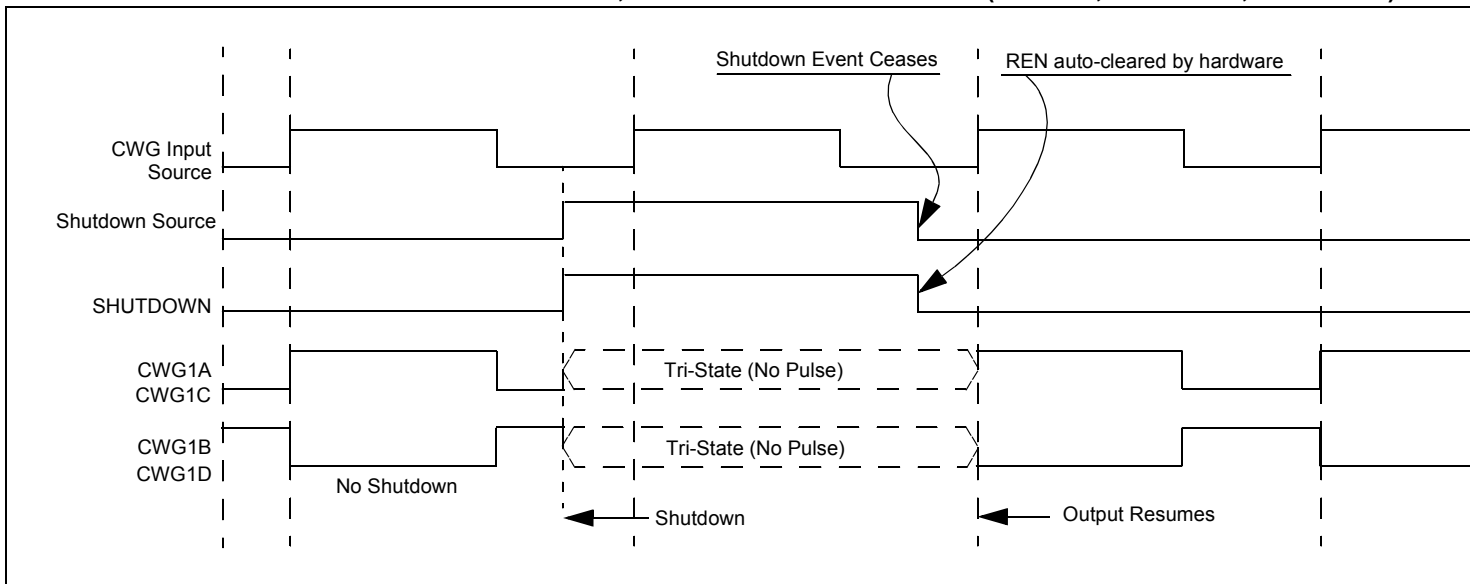 Shutdown Event Ceases
REN auto-cleared by hardware
CWG Input
Source
Shutdown Source
SHUTDOWN
CWG1A
CWG1C
Tri-State (No Pulse)
CWG1B
CWG1D
Tri-State (No Pulse)
No Shutdown
Shutdown
Output Resumes